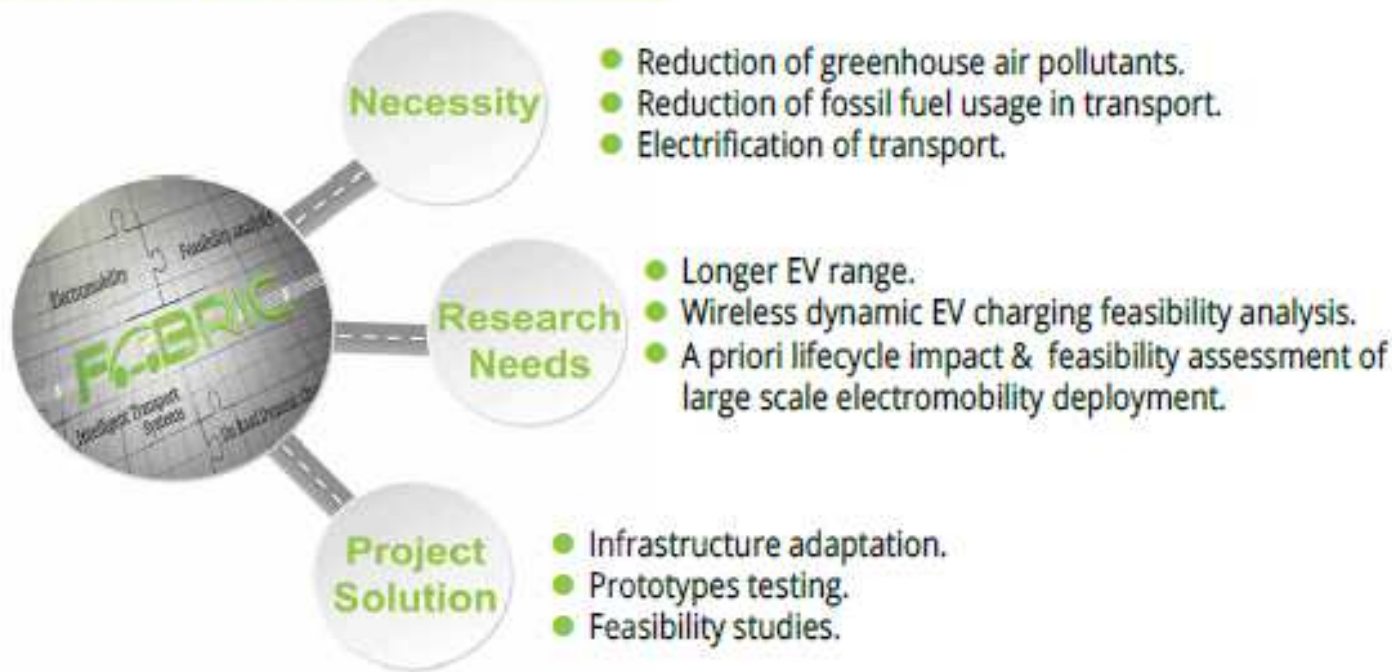 Necessity
Reduction of greenhouse air pollutants.
Reduction of fossil fuel usage in transport.
Electrification of transport.
Electromobility
Feasibility analysis
FABRIC
Intelligent Transport
Systems
Research
Needs
Longer EV range.
Wireless dynamic EV charging feasibility analysis.
A priori lifecycle impact & feasibility assessment of
large scale electromobility deployment.
Project
Solution
Infrastructure adaptation.
Prototypes testing.
Feasibility studies.